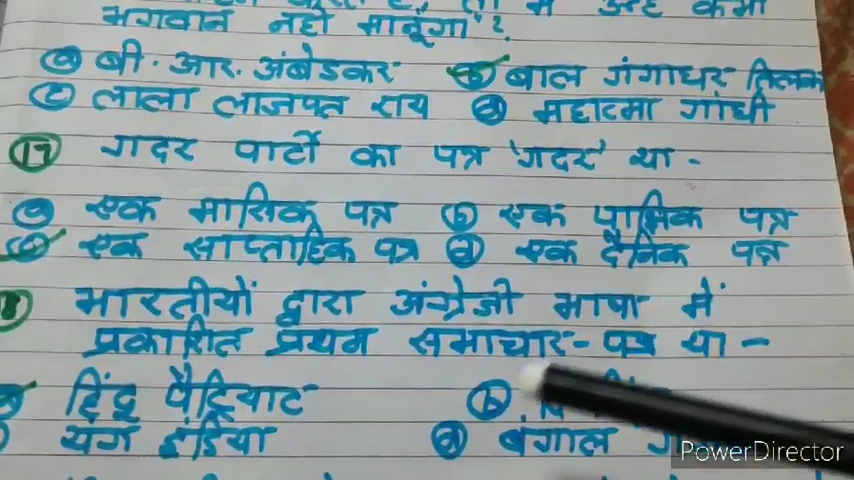 भगवान नहीं मानूँगा"?
ⓐ बी. आर. अंबेडकर ⓑ बाल गंगाधर तिलक
ⓒ लाला लाजपत राय ⓓ महात्मा गांधी
17 गदर पार्टी का पत्र 'गदर' था -
ⓐ एक मासिक पत्र ⓑ एक पाक्षिक पत्र
ⓒ एक साप्ताहिक पत्र ⓓ एक दैनिक पत्र
भारतीयों द्वारा अंग्रेजी भाषा में
प्रकाशित प्रथम समाचार-पत्र था -
हिंदू पैट्रियाट ⓑ
यंग इंडिया ⓓ बंगाल
PowerDirector